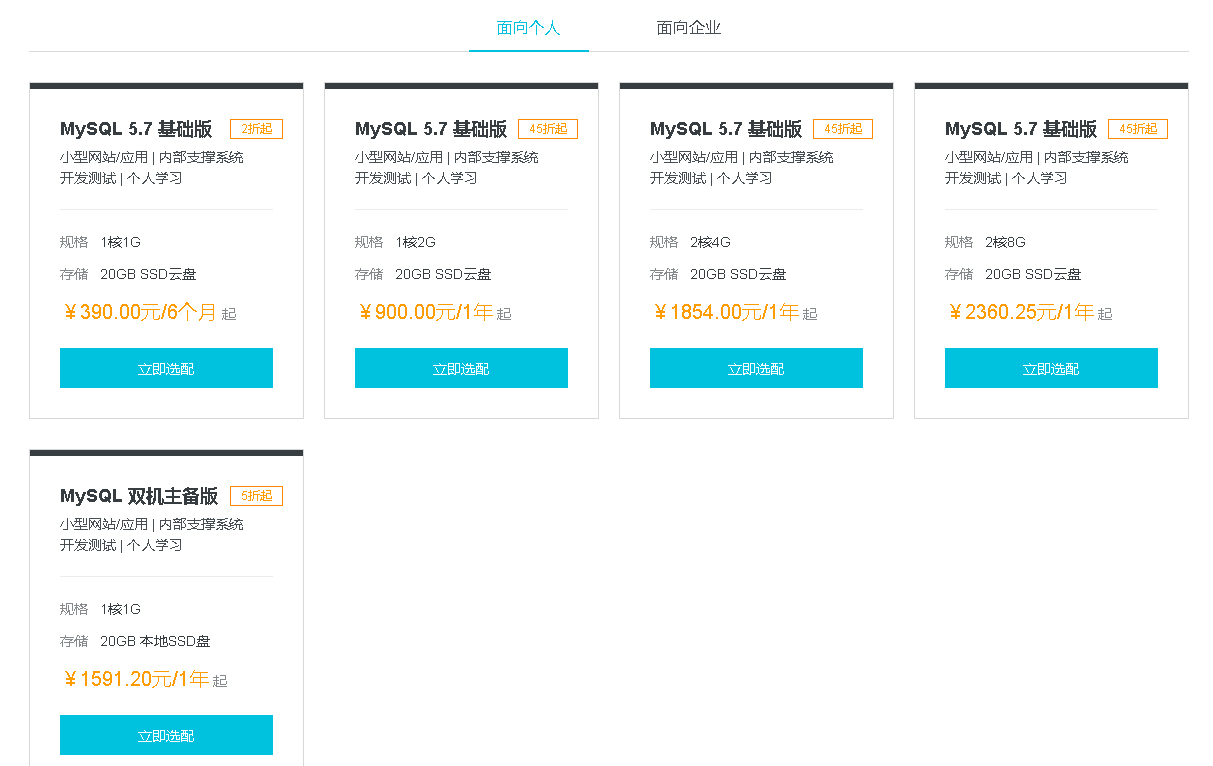 面向个人
面向企业
MySQL 5.7 基础版 2折起
小型网站/应用 | 内部支撑系统
开发测试 | 个人学习
规格 1核1G
存储 20GB SSD云盘
￥390.00元/6个月 起
立即选配
MySQL 5.7 基础版 45折起
小型网站/应用 | 内部支撑系统
开发测试 | 个人学习
规格 1核2G
存储 20GB SSD云盘
￥900.00元/1年 起
立即选配
MySQL 5.7 基础版 45折起
小型网站/应用 | 内部支撑系统
开发测试 | 个人学习
规格 2核4G
存储 20GB SSD云盘
￥1854.00元/1年 起
立即选配
MySQL 5.7 基础版 45折起
小型网站/应用 | 内部支撑系统
开发测试 | 个人学习
规格 2核8G
存储 20GB SSD云盘
￥2360.25元/1年 起
立即选配
MySQL 双机主备版 5折起
小型网站/应用 | 内部支撑系统
开发测试 | 个人学习
规格 1核1G
存储 20GB 本地SSD盘
￥1591.20元/1年 起
立即选配